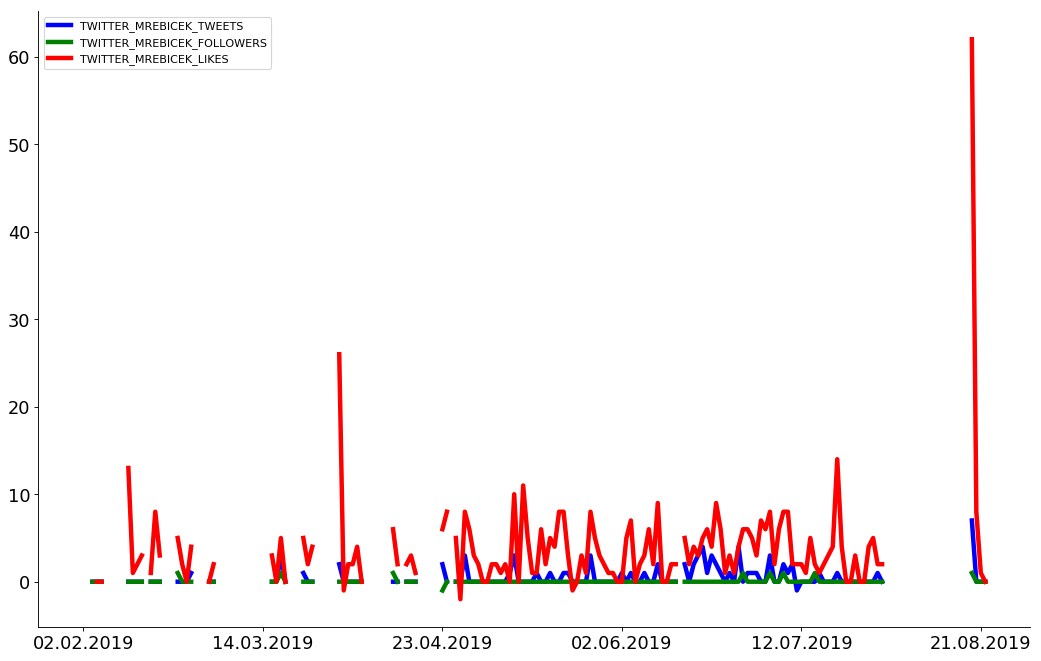 TWITTER_MREBICEK_TWEETS
TWITTER_MREBICEK_FOLLOWERS
TWITTER_MREBICEK_LIKES
60
50
40
30
20
10
0
02.02.2019 14.03.2019 23.04.2019 02.06.2019 12.07.2019 21.08.2019